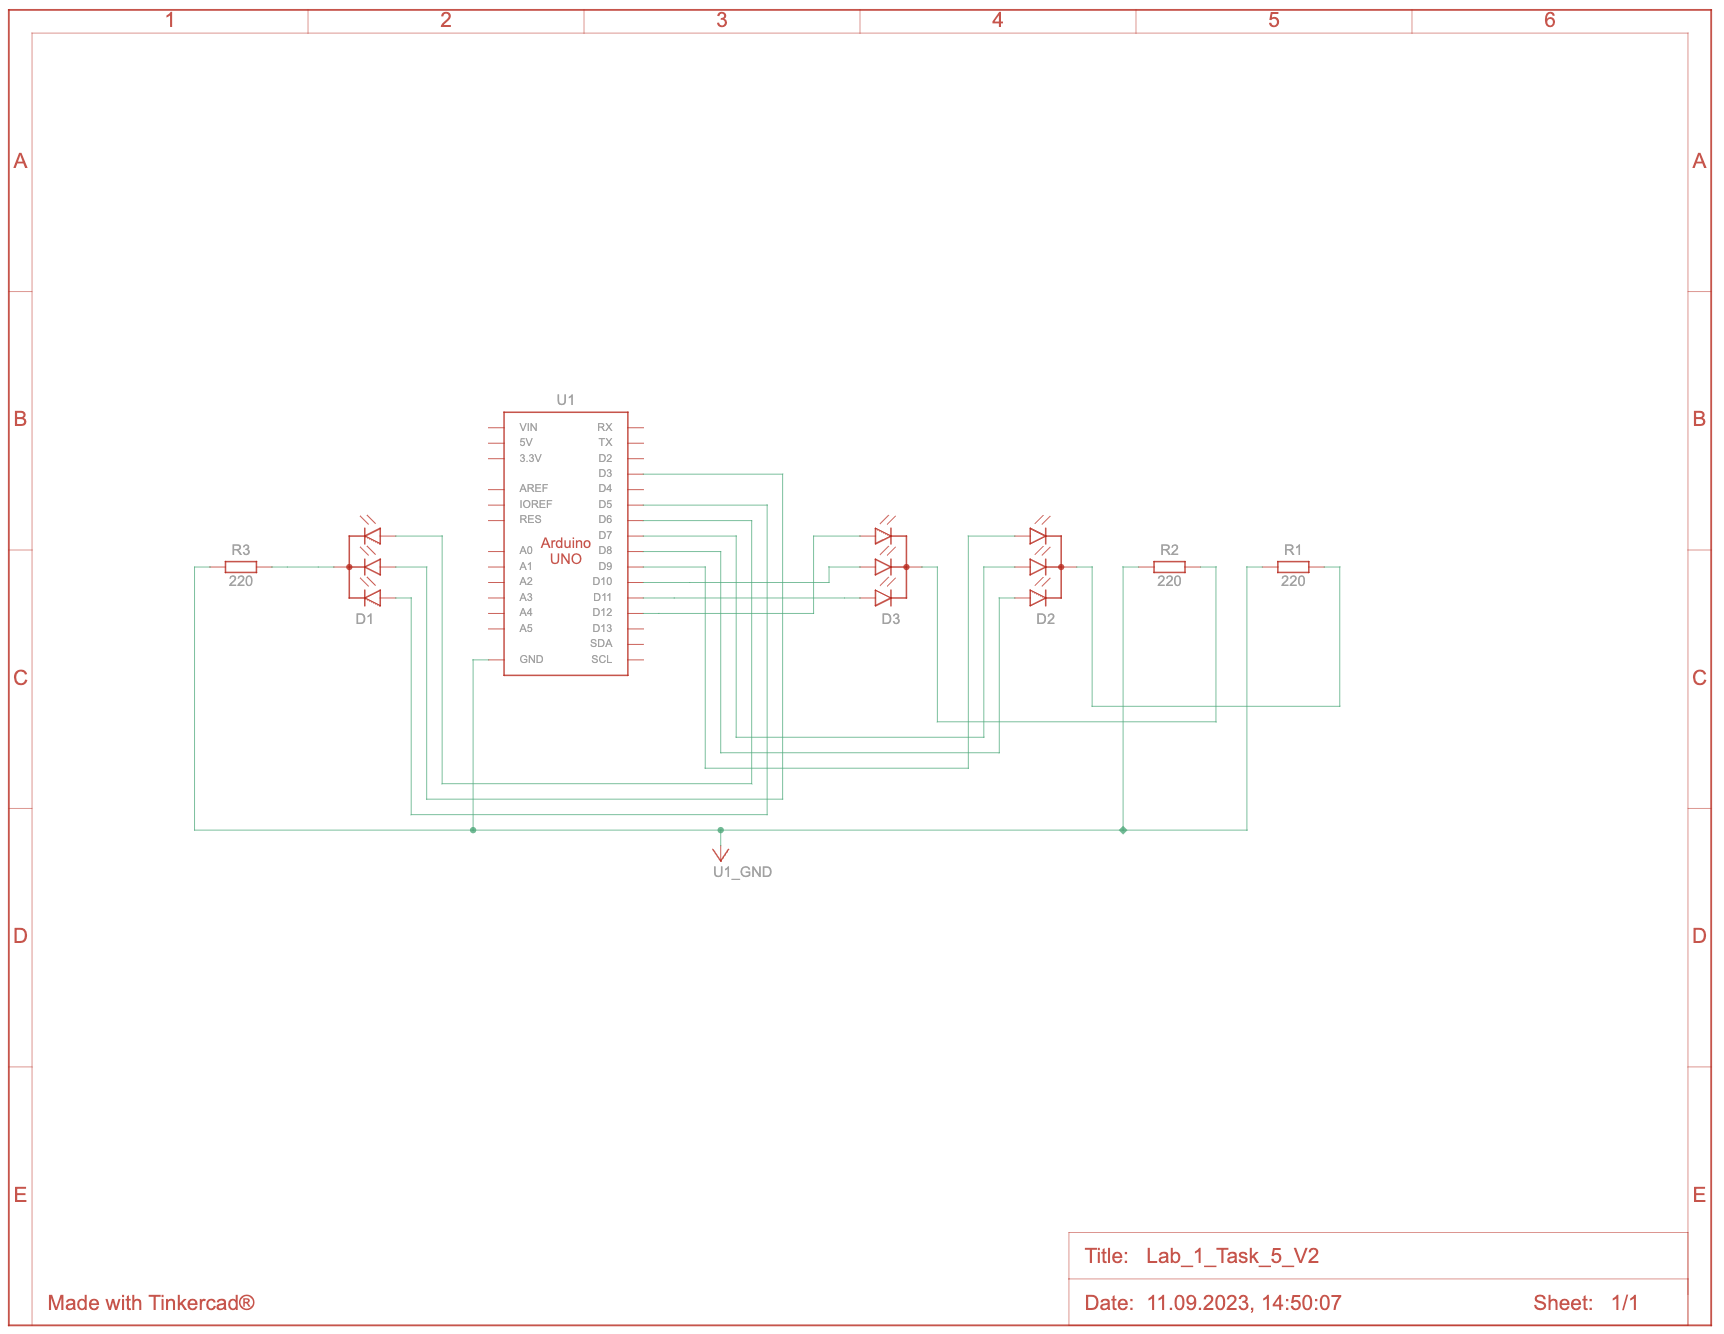 1 2 3 4 5 6
A A
B B
U1
VIN RX
5V TX
3.3V D2
D3
AREF D4
IOREF D5
RES D6
D7
A0 D8
A1 D9
A2 D10
A3 D11
A4 D12
A5 D13
SDA
GND SCL
Arduino
UNO
R3
220
D1
D3
D2
R2
220
R1
220
C C
U1_GND
D D
E E
Title: Lab_1_Task_5_V2
Made with Tinkercad®
Date: 11.09.2023, 14:50:07 Sheet: 1/1